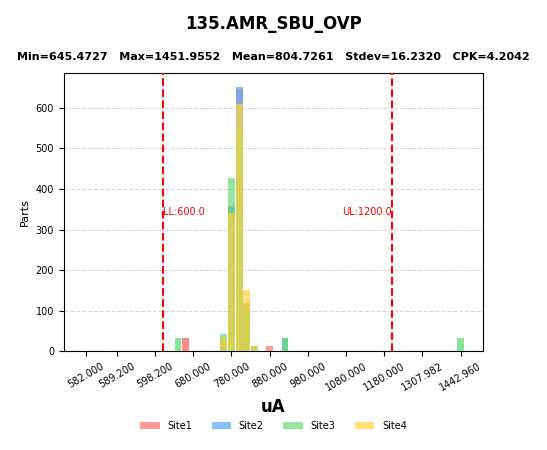 135.AMR_SBU_OVP
Min=645.4727 Max=1451.9552 Mean=804.7261 Stdev=16.2320 CPK=4.2042
600
500
400
300
200
100
0
Parts
LL:600.0
UL:1200.0
582.000 589.200 598.200 680.000 780.000 880.000 980.000 1080.000 1180.000 1307.982 1442.960
uA
Site1 Site2 Site3 Site4